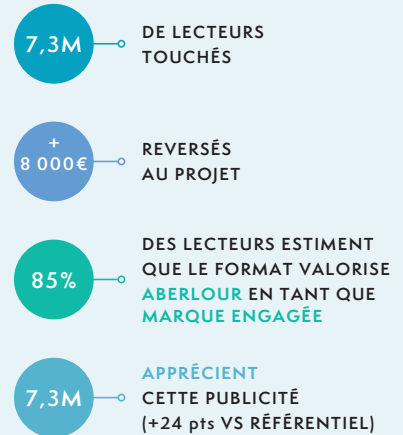 7,3M
DE LECTEURS
TOUCHÉS
+
8 000€
REVERSÉS
AU PROJET
85%
DES LECTEURS ESTIMENT
QUE LE FORMAT VALORISE
ABERLOUR EN TANT QUE
MARQUE ENGAGÉE
7,3M
APPRÉCIENT
CETTE PUBLICITÉ
(+24 pts VS RÉFÉRENTIEL)